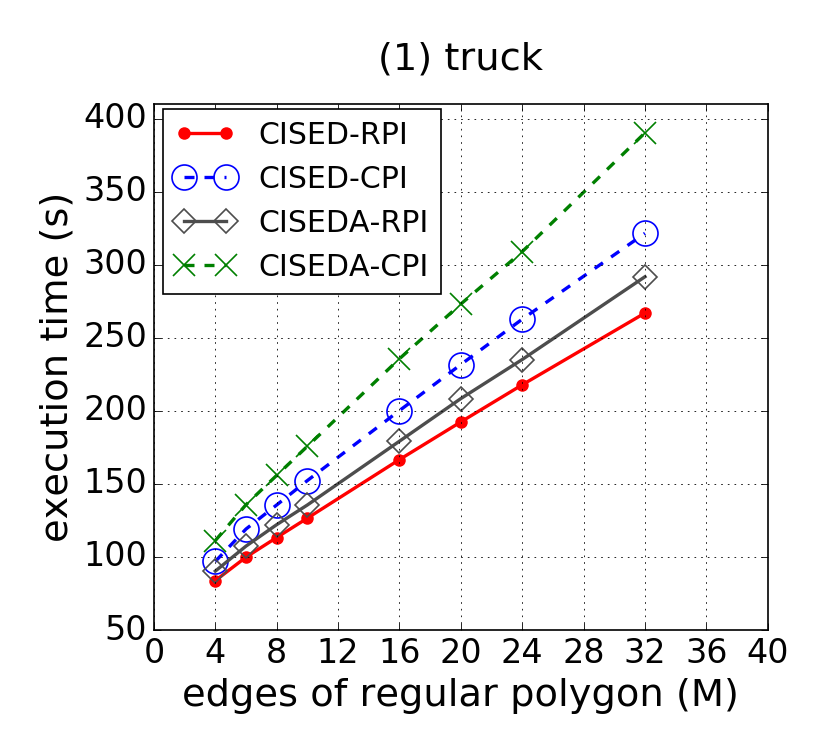 (1) truck
execution time (s)
400
350
300
250
200
150
100
50
CISED-RPI
CISED-CPI
CISEDA-RPI
CISEDA-CPI
0 4 8 12 16 20 24 28 32 36 40
edges of regular polygon (M)